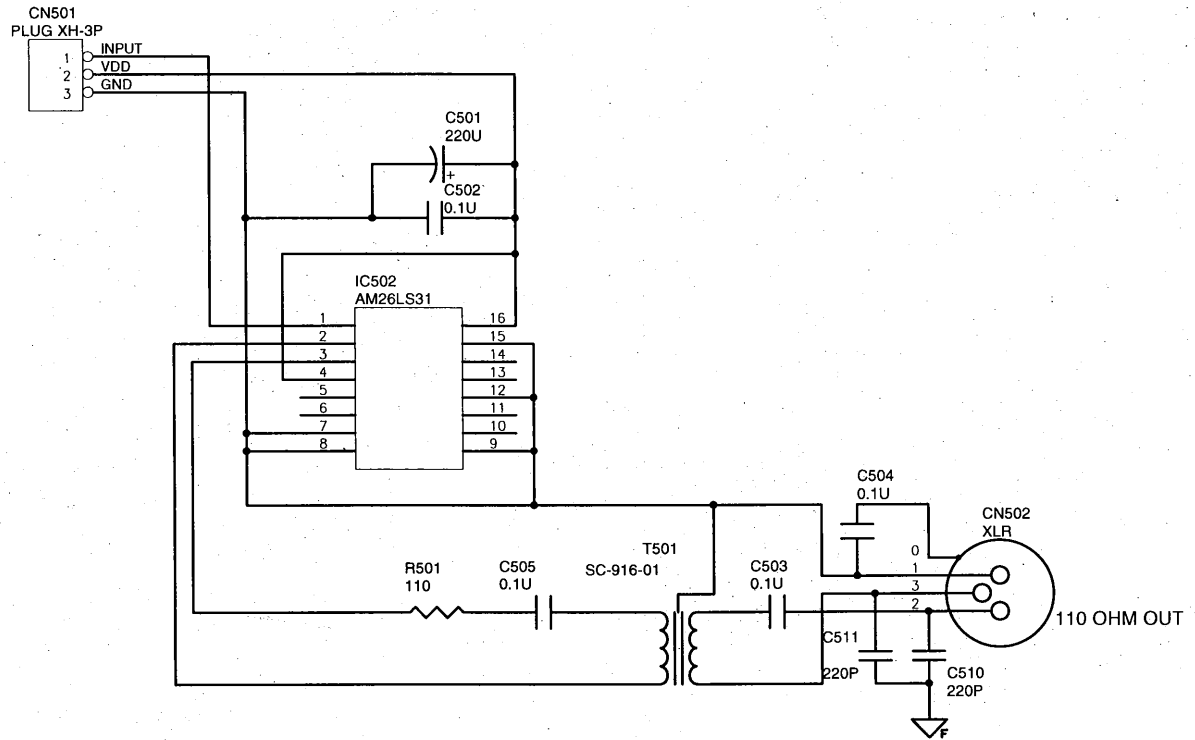 CN501
PLUG XH-3P
1 INPUT
2 VDD
3 GND
C501
220U
+
C502
0.1U
IC502
AM26LS31
1 16
2 15
3 14
4 13
5 12
6 11
7 10
8 9
C504
0.1U
CN502
XLR
0
1
3
2
110 OHM OUT
T501
SC-916-01
R501
110
C505
0.1U
C503
0.1U
C511
220P
C510
220P
F